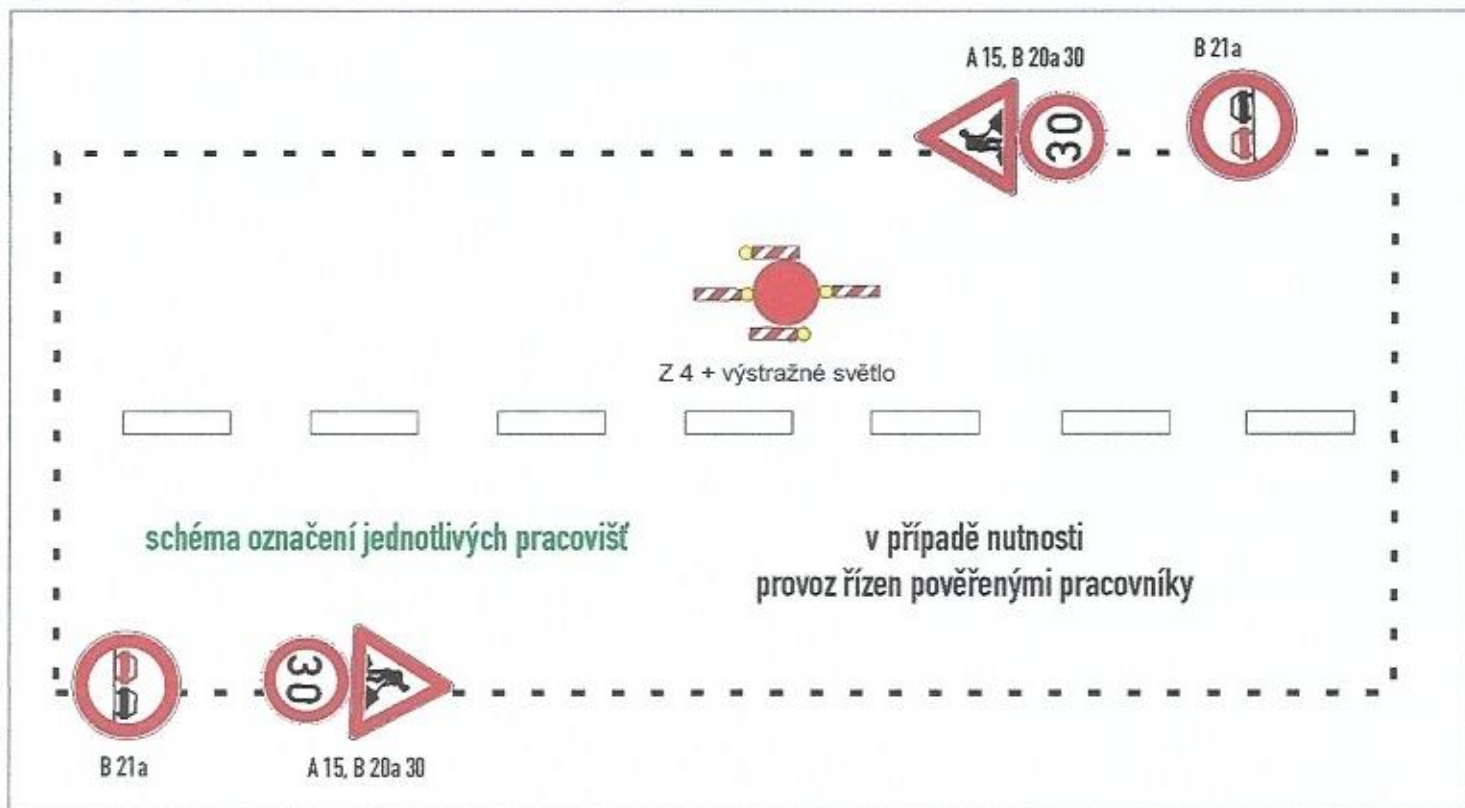 B 21a
A 15, B 20a 30
30
Z 4 + výstražné světlo
schéma označení jednotlivých pracovišť
v případě nutnosti
provoz řízen pověřenými pracovníky
30
B 21a
A 15, B 20a 30